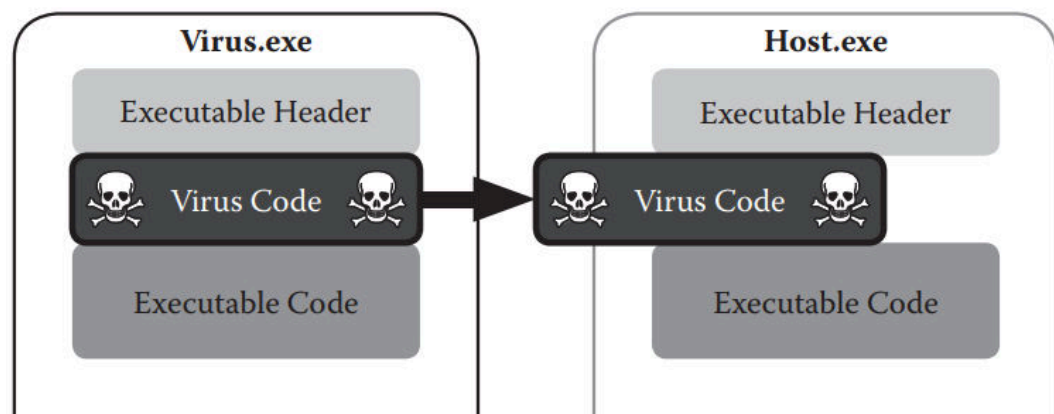 Virus.exe
Host.exe
Executable Header
Executable Header
Virus Code
Virus Code
Executable Code
Executable Code